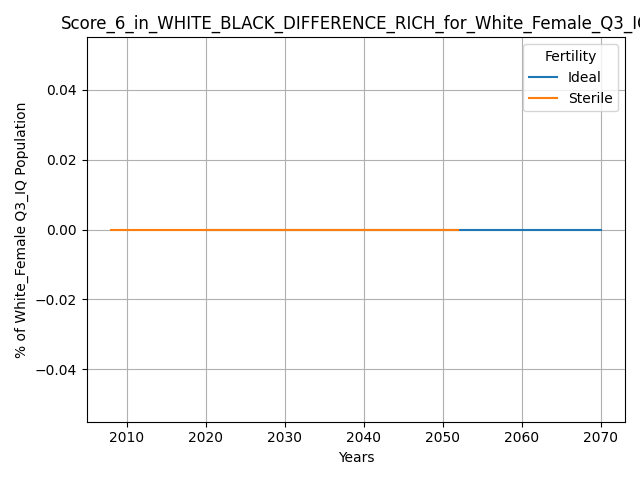 Score_6_in_WHITE_BLACK_DIFFERENCE_RICH_for_White_Female_Q3_IQ
Fertility
Ideal
Sterile
% of White_Female Q3_IQ Population
0.04
0.02
0.00
−0.02
−0.04
2010 2020 2030 2040 2050 2060 2070
Years